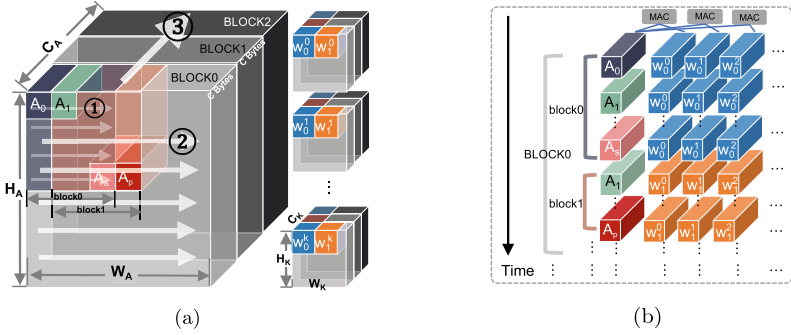 BLOCK2
BLOCK1
BLOCK0
C Bytes
C Bytes
C_A
H_A
W_A
A_0 A_1
①
②
③
A_s A_p
block0
block1
w_0^0 w_1^0
w_0^1 w_1^1
⋮
w_0^k w_1^k
C_K
H_K
W_K
(a)
MAC MAC MAC
A_0 w_0^0 w_0^1 w_0^2 ...
A_1 w_0^0 w_0^1 w_0^2 ...
A_s w_0^0 w_0^1 w_0^2 ...
A_1 w_1^0 w_1^1 w_1^2 ...
A_p w_1^0 w_1^1 w_1^2 ...
block0
BLOCK0
block1
Time
(b)